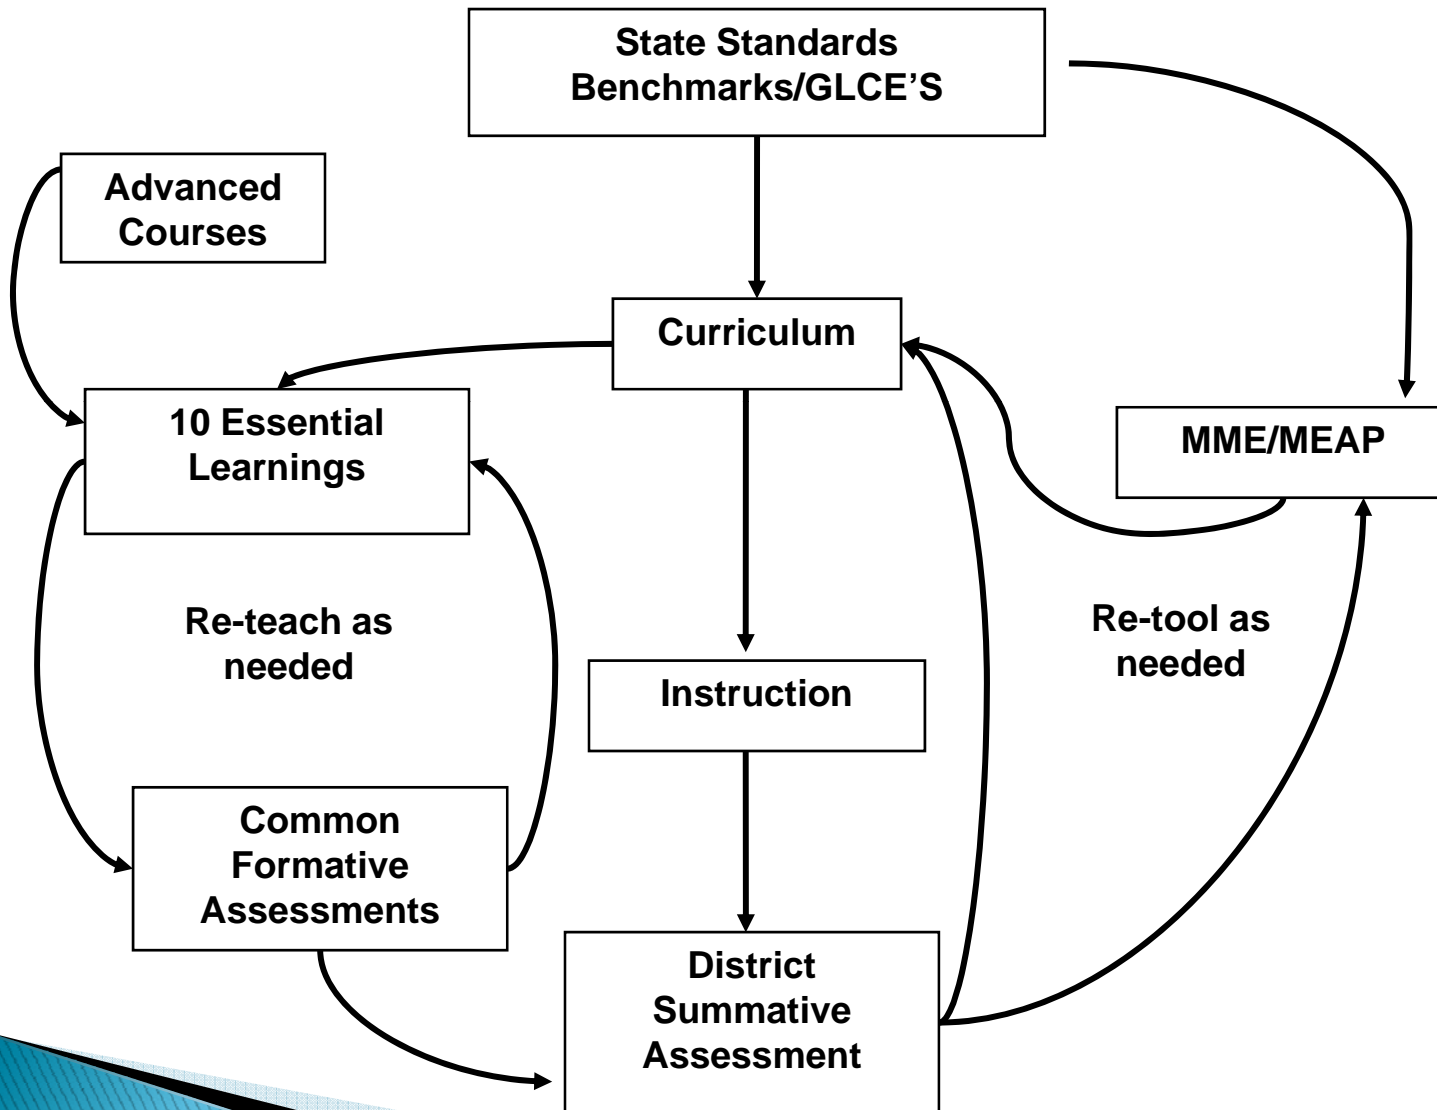 State Standards
Benchmarks/GLCE’S
Advanced
Courses
Curriculum
10 Essential
Learnings
MME/MEAP
Re-teach as
needed
Re-tool as
needed
Instruction
Common
Formative
Assessments
District
Summative
Assessment